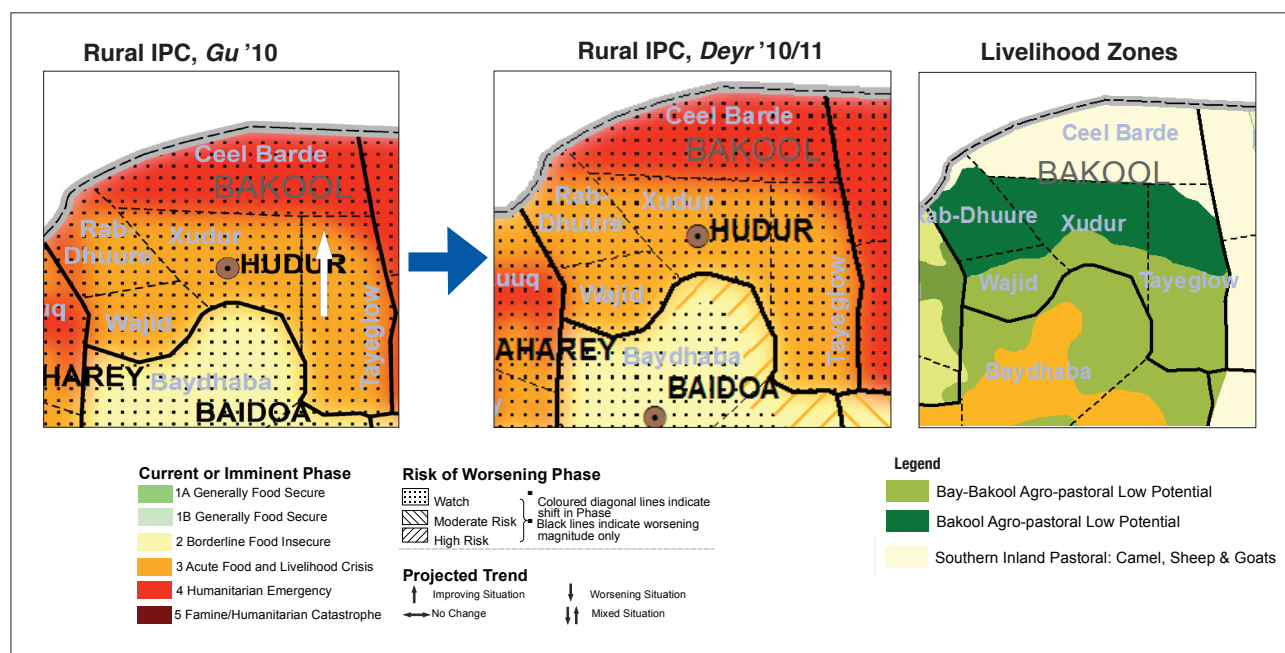 Rural IPC, Gu '10
Rural IPC, Deyr '10/11
Livelihood Zones
Ceel Barde
BAKOOL
Rab-
Dhuure
Xudur
HUDUR
uuq
Wajid
Tayeglow
HAREY
Baydhaba
BAIDOA
Ceel Barde
BAKOOL
Rab-
Dhuure
Xudur
HUDUR
uuq
Wajid
Tayeglow
AHAREY
Baydhaba
BAIDOA
Ceel Barde
BAKOOL
Rab-Dhuure
Xudur
Wajid
Tayeglow
Baydhaba
Current or Imminent Phase
1A Generally Food Secure
1B Generally Food Secure
2 Borderline Food Insecure
3 Acute Food and Livelihood Crisis
4 Humanitarian Emergency
5 Famine/Humanitarian Catastrophe
Risk of Worsening Phase
Watch
Moderate Risk
High Risk
Coloured diagonal lines indicate
shift in Phase
Black lines indicate worsening
magnitude only
Projected Trend
Improving Situation
Worsening Situation
No Change
Mixed Situation
Legend
Bay-Bakool Agro-pastoral Low Potential
Bakool Agro-pastoral Low Potential
Southern Inland Pastoral: Camel, Sheep & Goats